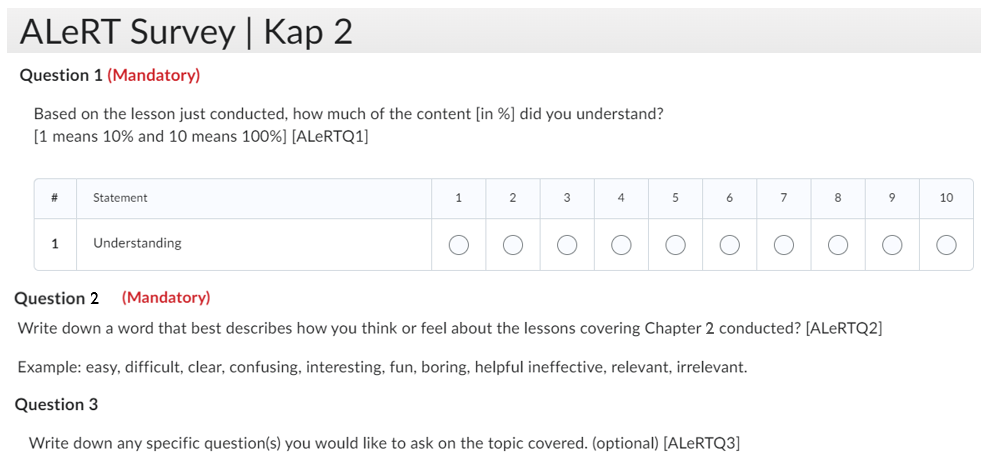 ALeRT Survey | Kap 2
Question 1 (Mandatory)
Based on the lesson just conducted, how much of the content [in %] did you understand?
[1 means 10% and 10 means 100%] [ALeRTQ1]
# Statement 1 2 3 4 5 6 7 8 9 10
1 Understanding
Question 2 (Mandatory)
Write down a word that best describes how you think or feel about the lessons covering Chapter 2 conducted? [ALeRTQ2]
Example: easy, difficult, clear, confusing, interesting, fun, boring, helpful ineffective, relevant, irrelevant.
Question 3
Write down any specific question(s) you would like to ask on the topic covered. (optional) [ALeRTQ3]